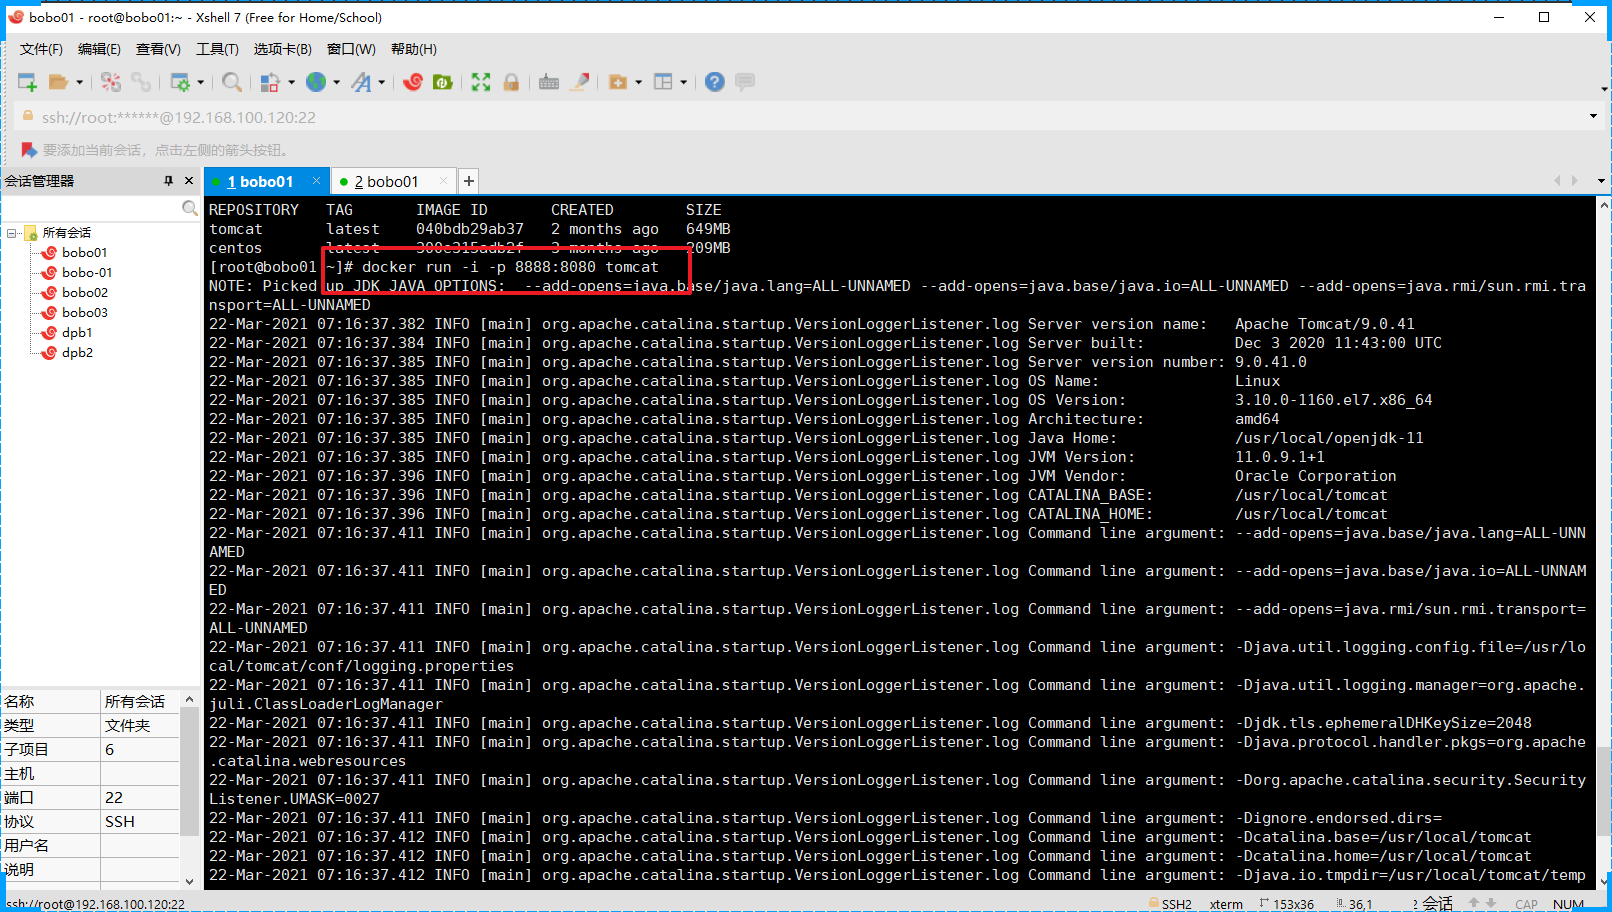 bobo01 - root@bobo01:~ - Xshell 7 (Free for Home/School)
文件(F) 编辑(E) 查看(V) 工具(T) 选项卡(B) 窗口(W) 帮助(H)
ssh://root:******@192.168.100.120:22
要添加当前会话，点击左侧的箭头按钮。
会话管理器
1 bobo01
2 bobo01
所有会话
bobo01
bobo-01
bobo02
bobo03
dpb1
dpb2
名称 所有会话
类型 文件夹
子项目 6
主机
端口 22
协议 SSH
用户名
说明
REPOSITORY TAG IMAGE ID CREATED SIZE
tomcat latest 040bdb29ab37 2 months ago 649MB
centos latest 300e315adb2f 3 months ago 209MB
[root@bobo01 ~]# docker run -i -p 8888:8080 tomcat
NOTE: Picked up JDK_JAVA_OPTIONS:  --add-opens=java.base/java.lang=ALL-UNNAMED --add-opens=java.base/java.io=ALL-UNNAMED --add-opens=java.rmi/sun.rmi.tra
nsport=ALL-UNNAMED
22-Mar-2021 07:16:37.382 INFO [main] org.apache.catalina.startup.VersionLoggerListener.log Server version name:   Apache Tomcat/9.0.41
22-Mar-2021 07:16:37.384 INFO [main] org.apache.catalina.startup.VersionLoggerListener.log Server built:          Dec 3 2020 11:43:00 UTC
22-Mar-2021 07:16:37.385 INFO [main] org.apache.catalina.startup.VersionLoggerListener.log Server version number: 9.0.41.0
22-Mar-2021 07:16:37.385 INFO [main] org.apache.catalina.startup.VersionLoggerListener.log OS Name:               Linux
22-Mar-2021 07:16:37.385 INFO [main] org.apache.catalina.startup.VersionLoggerListener.log OS Version:            3.10.0-1160.el7.x86_64
22-Mar-2021 07:16:37.385 INFO [main] org.apache.catalina.startup.VersionLoggerListener.log Architecture:          amd64
22-Mar-2021 07:16:37.385 INFO [main] org.apache.catalina.startup.VersionLoggerListener.log Java Home:             /usr/local/openjdk-11
22-Mar-2021 07:16:37.385 INFO [main] org.apache.catalina.startup.VersionLoggerListener.log JVM Version:           11.0.9.1+1
22-Mar-2021 07:16:37.396 INFO [main] org.apache.catalina.startup.VersionLoggerListener.log JVM Vendor:            Oracle Corporation
22-Mar-2021 07:16:37.396 INFO [main] org.apache.catalina.startup.VersionLoggerListener.log CATALINA_BASE:         /usr/local/tomcat
22-Mar-2021 07:16:37.396 INFO [main] org.apache.catalina.startup.VersionLoggerListener.log CATALINA_HOME:         /usr/local/tomcat
22-Mar-2021 07:16:37.411 INFO [main] org.apache.catalina.startup.VersionLoggerListener.log Command line argument: --add-opens=java.base/java.lang=ALL-UNN
AMED
22-Mar-2021 07:16:37.411 INFO [main] org.apache.catalina.startup.VersionLoggerListener.log Command line argument: --add-opens=java.base/java.io=ALL-UNNAM
ED
22-Mar-2021 07:16:37.411 INFO [main] org.apache.catalina.startup.VersionLoggerListener.log Command line argument: --add-opens=java.rmi/sun.rmi.transport=
ALL-UNNAMED
22-Mar-2021 07:16:37.411 INFO [main] org.apache.catalina.startup.VersionLoggerListener.log Command line argument: -Djava.util.logging.config.file=/usr/lo
cal/tomcat/conf/logging.properties
22-Mar-2021 07:16:37.411 INFO [main] org.apache.catalina.startup.VersionLoggerListener.log Command line argument: -Djava.util.logging.manager=org.apache.
juli.ClassLoaderLogManager
22-Mar-2021 07:16:37.411 INFO [main] org.apache.catalina.startup.VersionLoggerListener.log Command line argument: -Djdk.tls.ephemeralDHKeySize=2048
22-Mar-2021 07:16:37.411 INFO [main] org.apache.catalina.startup.VersionLoggerListener.log Command line argument: -Djava.protocol.handler.pkgs=org.apache
.catalina.webresources
22-Mar-2021 07:16:37.411 INFO [main] org.apache.catalina.startup.VersionLoggerListener.log Command line argument: -Dorg.apache.catalina.security.Security
Listener.UMASK=0027
22-Mar-2021 07:16:37.411 INFO [main] org.apache.catalina.startup.VersionLoggerListener.log Command line argument: -Dignore.endorsed.dirs=
22-Mar-2021 07:16:37.412 INFO [main] org.apache.catalina.startup.VersionLoggerListener.log Command line argument: -Dcatalina.base=/usr/local/tomcat
22-Mar-2021 07:16:37.412 INFO [main] org.apache.catalina.startup.VersionLoggerListener.log Command line argument: -Dcatalina.home=/usr/local/tomcat
22-Mar-2021 07:16:37.412 INFO [main] org.apache.catalina.startup.VersionLoggerListener.log Command line argument: -Djava.io.tmpdir=/usr/local/tomcat/temp
ssh://root@192.168.100.120:22 SSH2 xterm 153x36 36,1 2 会话 CAP NUM